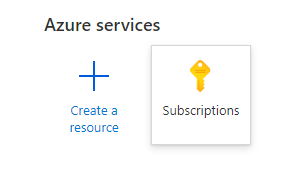 Azure services
Create a
resource
Subscriptions